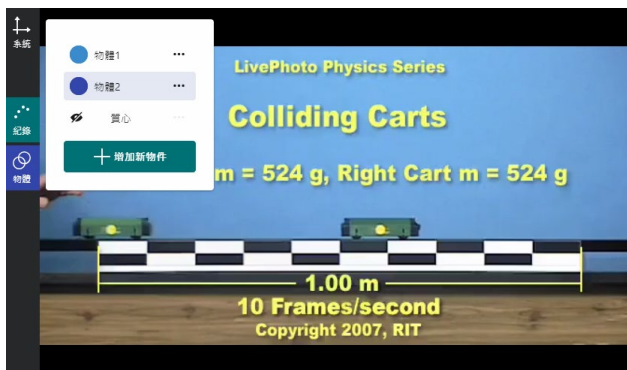 系統
紀錄
物體
物體1 •••
物體2 •••
質心 •••
＋ 增加新物件
LivePhoto Physics Series
Colliding Carts
m = 524 g, Right Cart m = 524 g
1.00 m
10 Frames/second
Copyright 2007, RIT